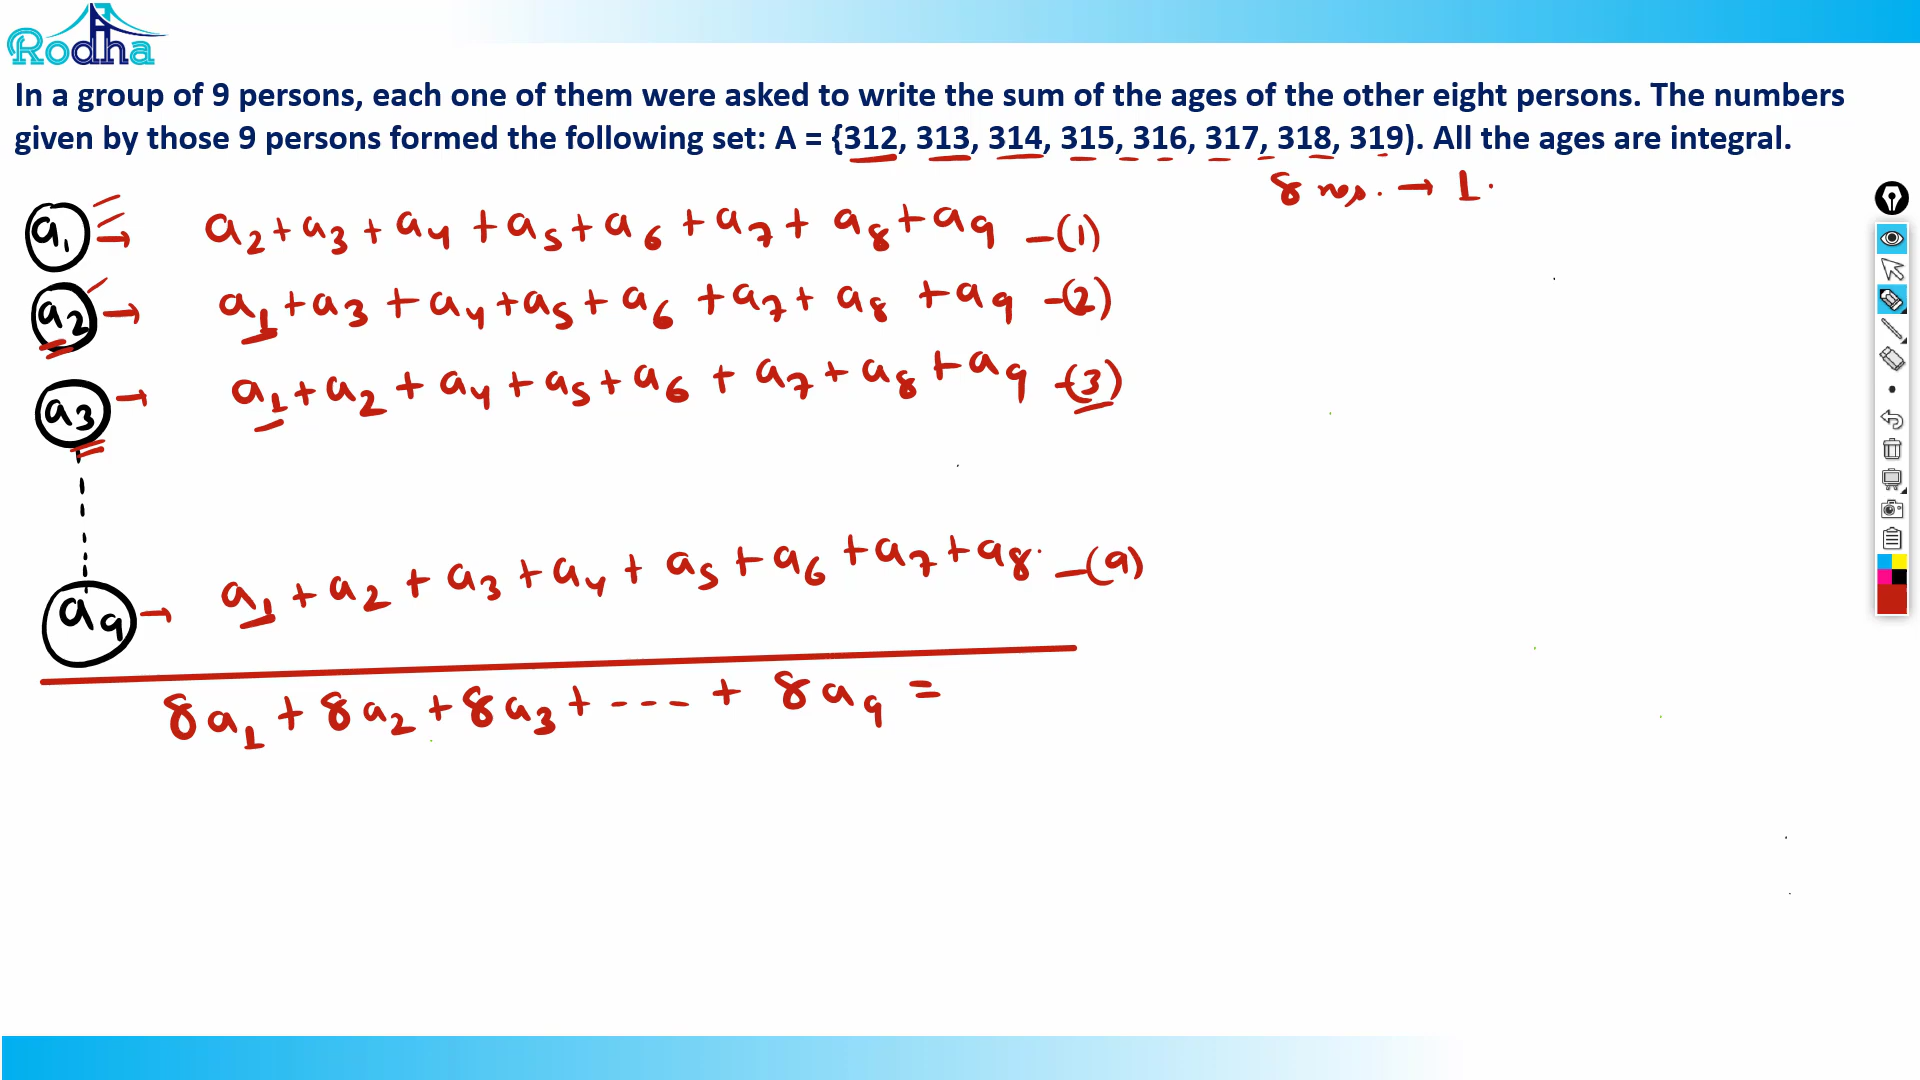 Rodha
In a group of 9 persons, each one of them were asked to write the sum of the ages of the other eight persons. The numbers
given by those 9 persons formed the following set: A = {312, 313, 314, 315, 316, 317, 318, 319). All the ages are integral.
8 nos. → 1.
a1 → a2 + a3 + a4 + a5 + a6 + a7 + a8 + a9 –(1)
a2 → a1 + a3 + a4 + a5 + a6 + a7 + a8 + a9 –(2)
a3 → a1 + a2 + a4 + a5 + a6 + a7 + a8 + a9 –(3)
a9 → a1 + a2 + a3 + a4 + a5 + a6 + a7 + a8 –(9)
8a1 + 8a2 + 8a3 + ---- + 8a9 =